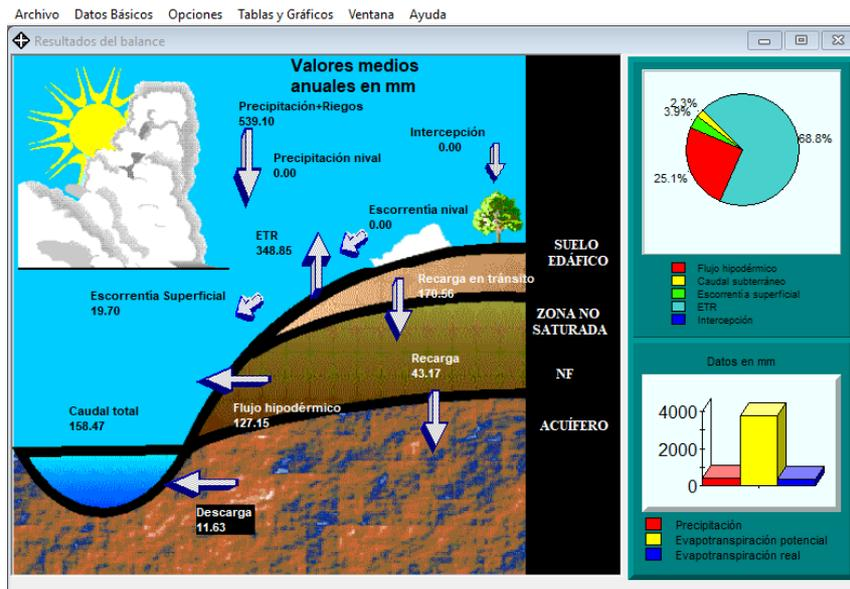 Archivo Datos Básicos Opciones Tablas y Gráficos Ventana Ayuda
Resultados del balance
Valores medios
anuales en mm
Precipitación+Riegos
539.10
Intercepción
0.00
Precipitación nival
0.00
Escorrentía nival
0.00
ETR
348.85
Escorrentía Superficial
19.70
Recarga en tránsito
170.56
Recarga
43.17
Flujo hipodérmico
127.15
Caudal total
158.47
Descarga
11.63
SUELO
EDÁFICO
ZONA NO
SATURADA
NF
ACUÍFERO
2.3%
3.9%
68.8%
25.1%
Flujo hipodérmico
Caudal subterráneo
Escorrentía superficial
ETR
Intercepción
Datos en mm
4000
2000
0
Precipitación
Evapotranspiración potencial
Evapotranspiración real